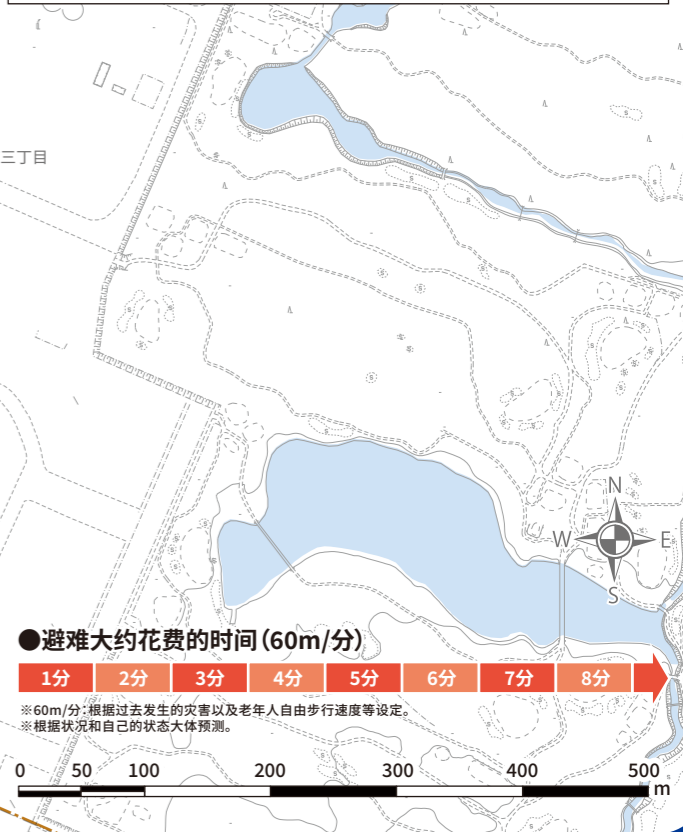 三丁目
N
W E
S
●避难大约花费的时间(60m/分)
1分 2分 3分 4分 5分 6分 7分 8分
※60m/分:根据过去发生的灾害以及老年人自由步行速度等设定。
※根据状况和自己的状态大体预测。
0 50 100 200 300 400 500
m